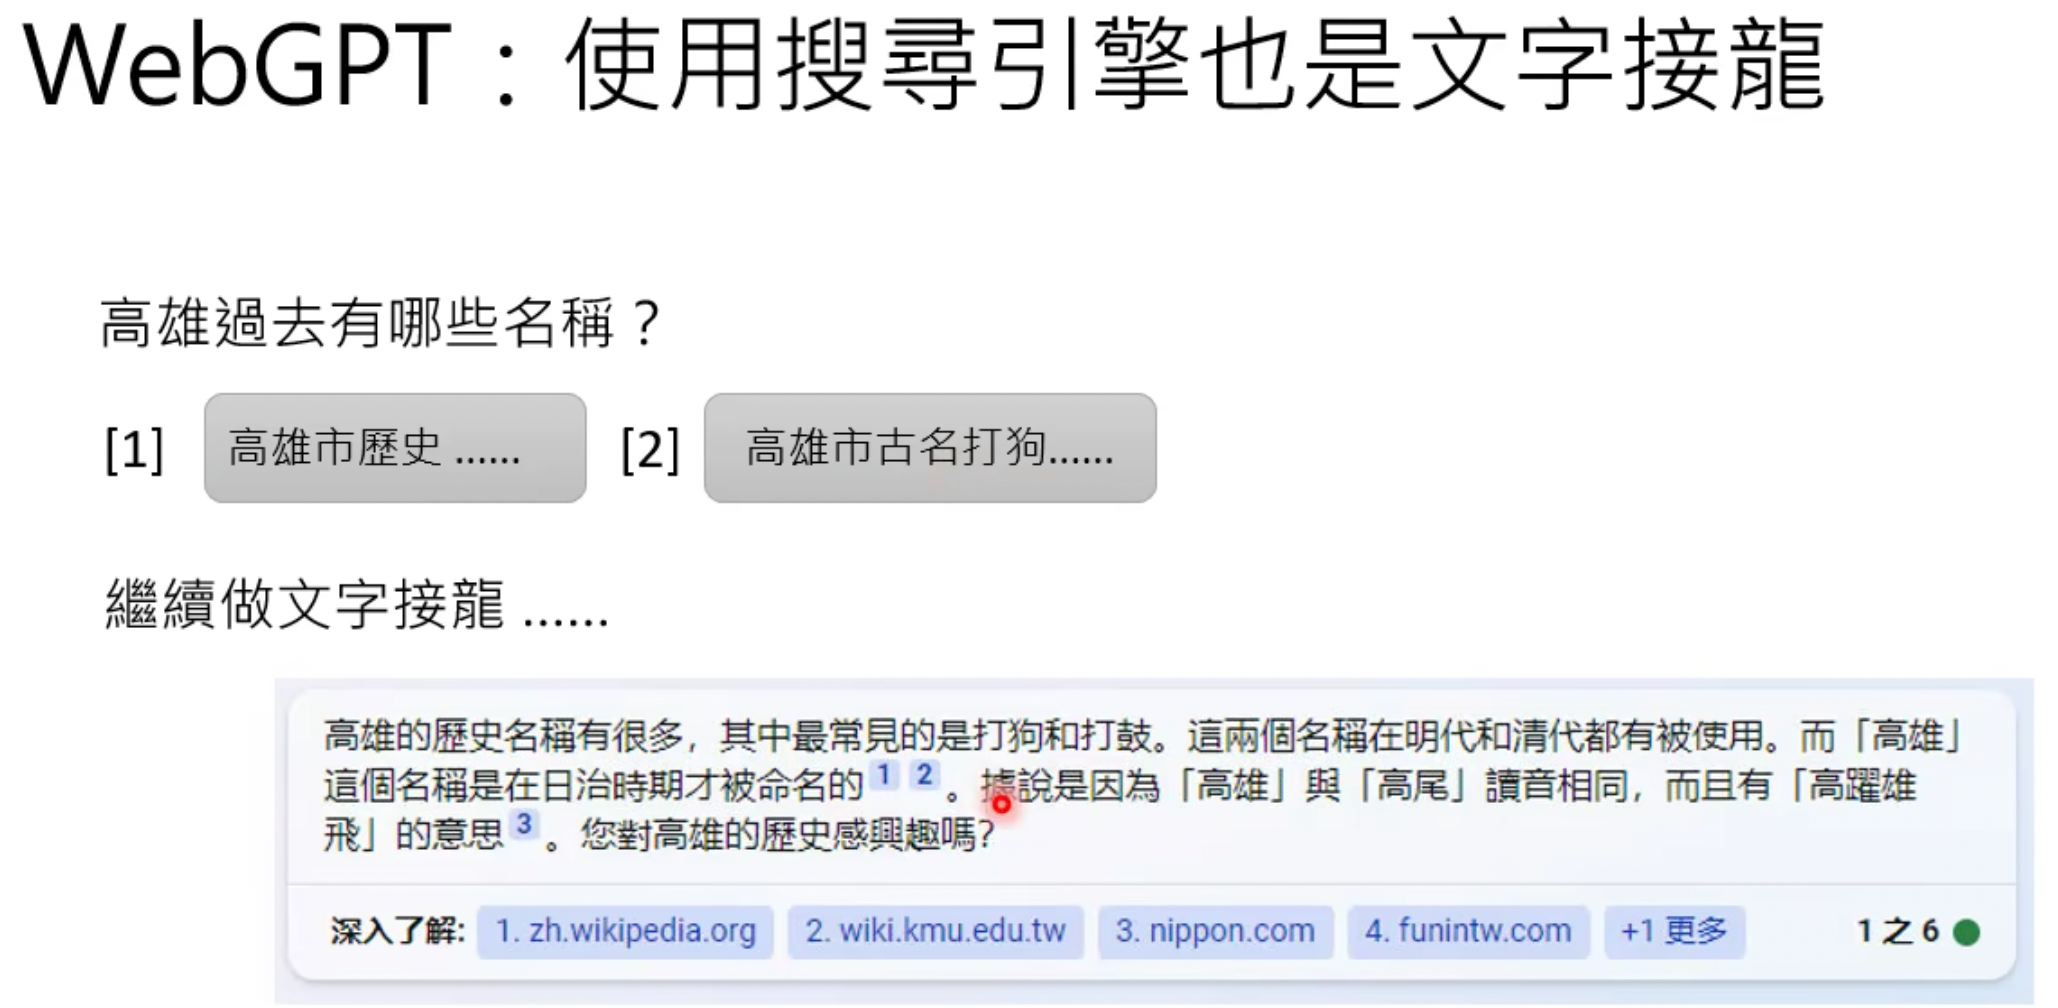 WebGPT：使用搜尋引擎也是文字接龍
高雄過去有哪些名稱？
[1] 高雄市歷史 ...... [2] 高雄市古名打狗......
繼續做文字接龍 ......
高雄的歷史名稱有很多，其中最常見的是打狗和打鼓。這兩個名稱在明代和清代都有被使用。而「高雄」
這個名稱是在日治時期才被命名的 1 2 。據說是因為「高雄」與「高尾」讀音相同，而且有「高躍雄
飛」的意思 3 。您對高雄的歷史感興趣嗎?
深入了解: 1. zh.wikipedia.org 2. wiki.kmu.edu.tw 3. nippon.com 4. funintw.com +1 更多 1 之 6